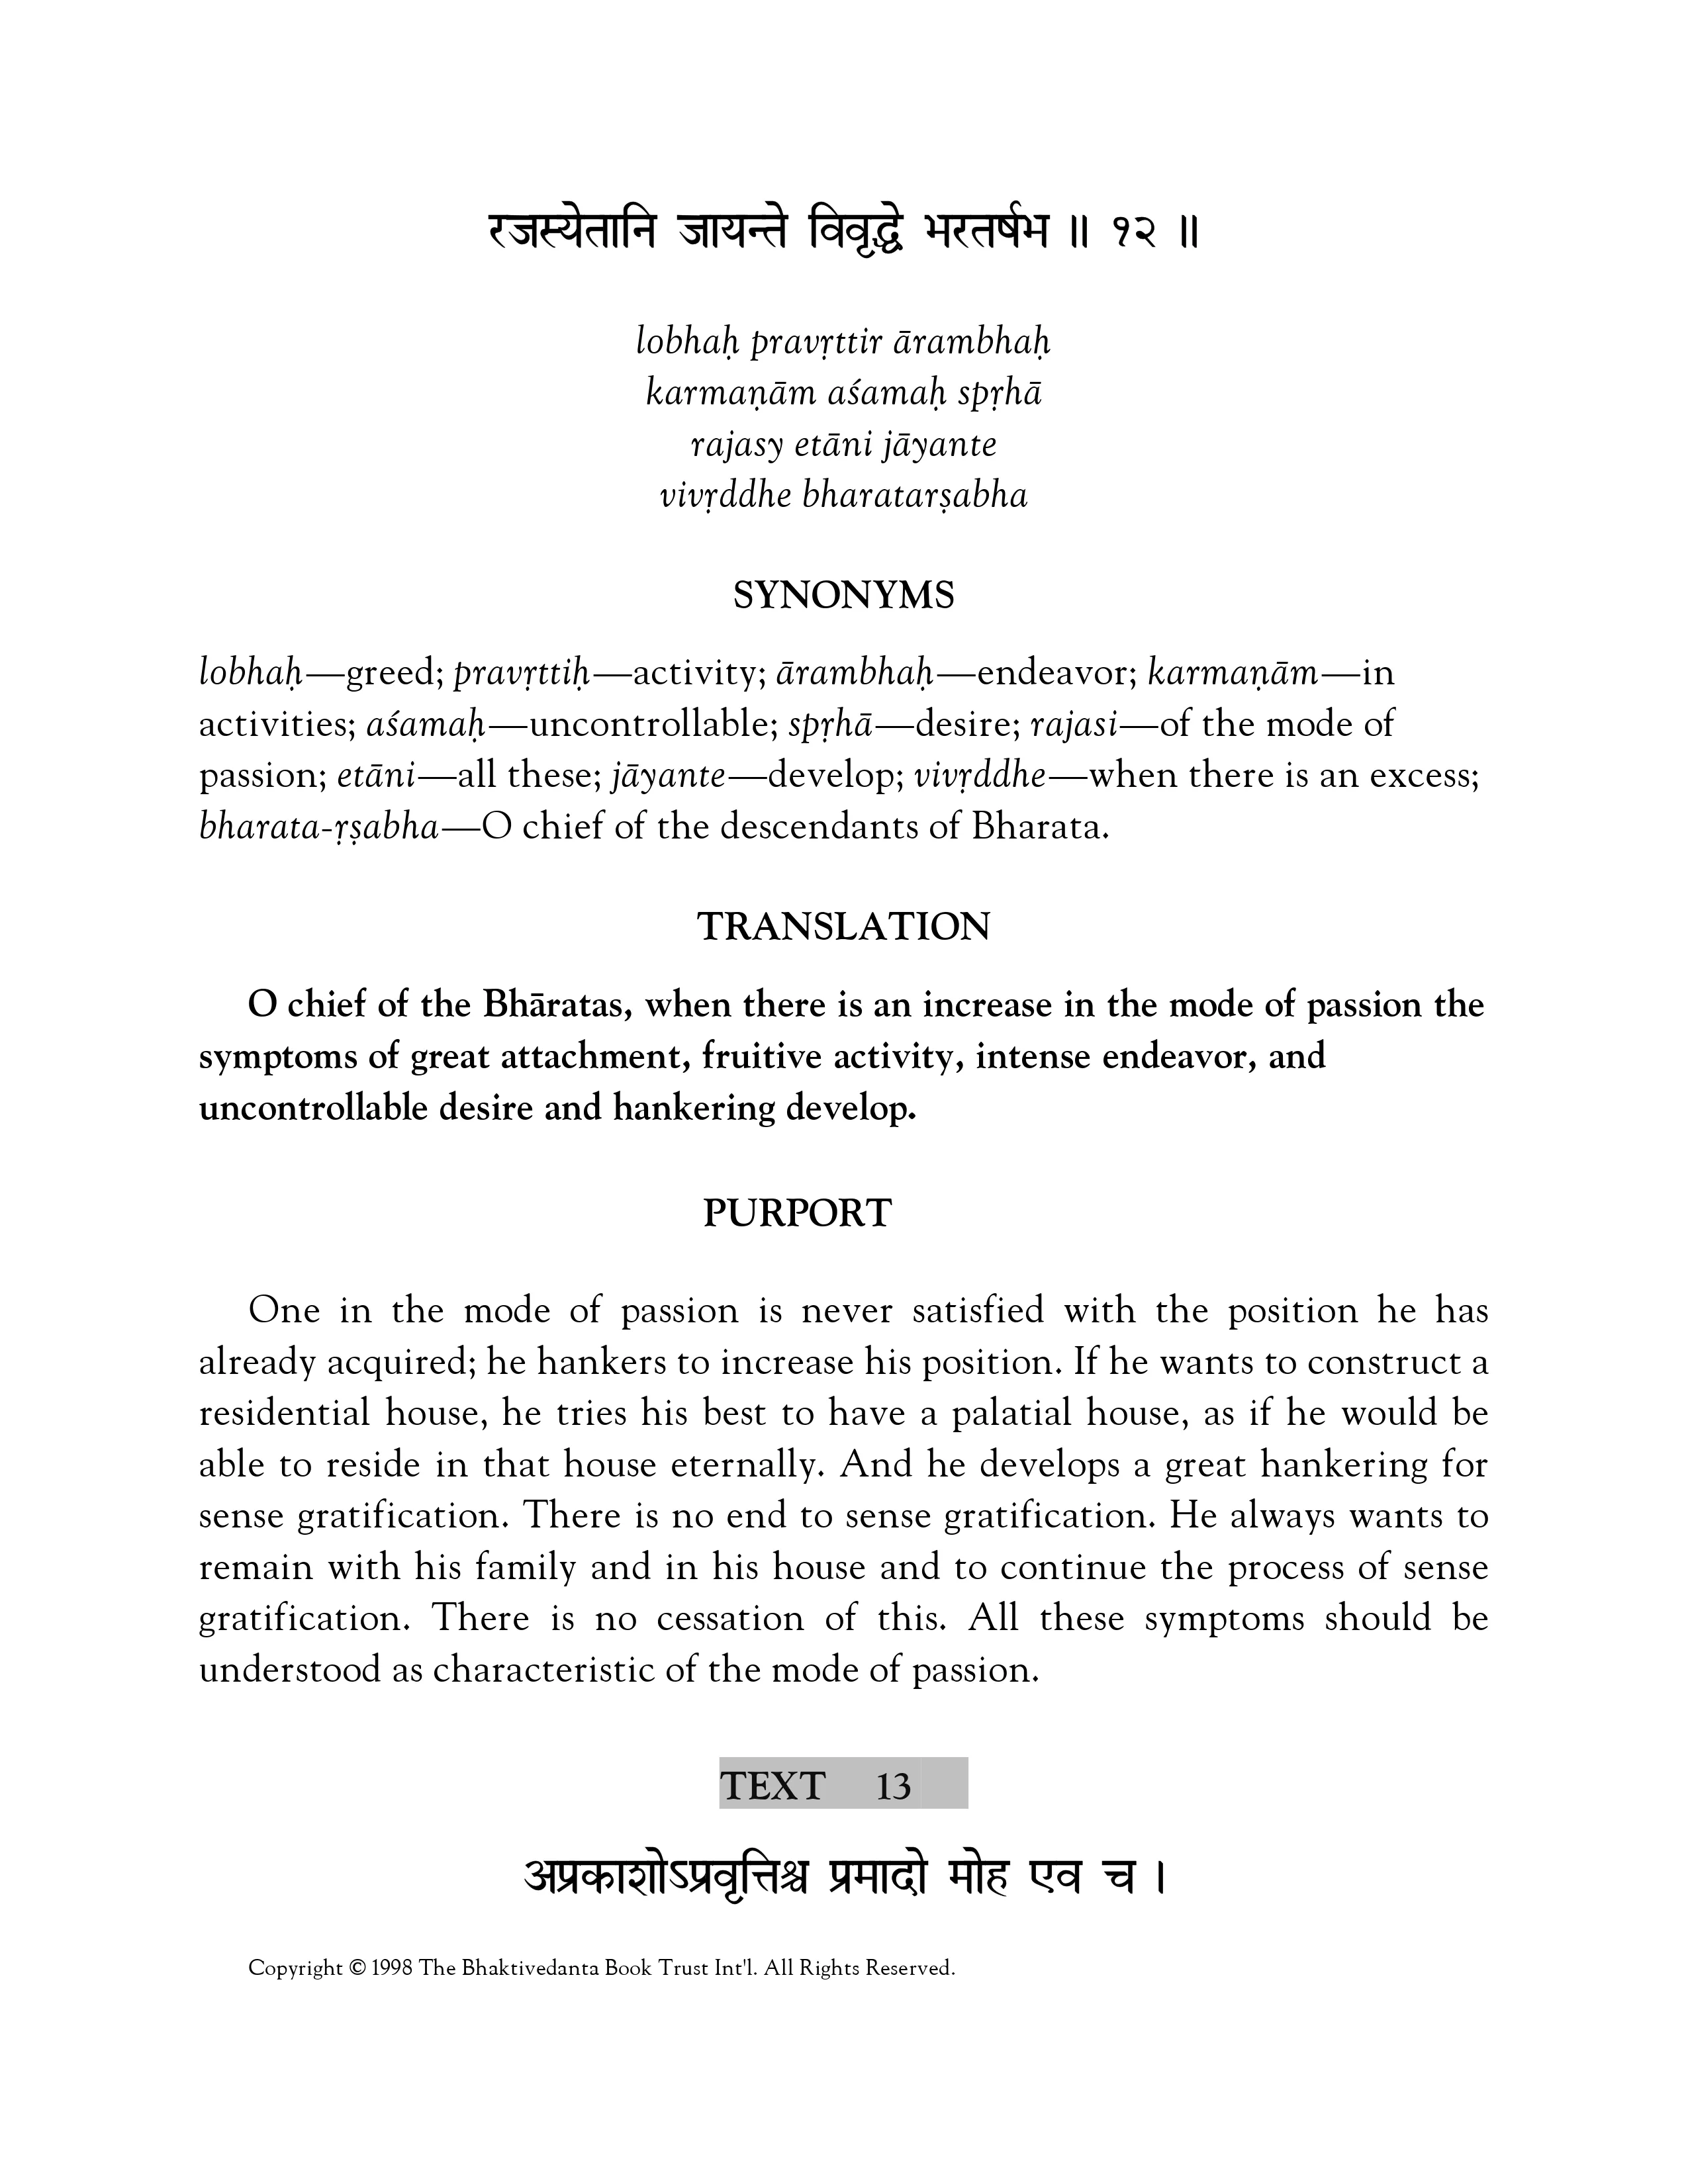 रजस्येतानि जायन्ते विवृद्धे भरतर्षभ ॥ १२ ॥
lobhaḥ pravṛttir ārambhaḥ
karmaṇām aśamaḥ spṛhā
rajasy etāni jāyante
vivṛddhe bharatarṣabha
SYNONYMS
lobhaḥ—greed; pravṛttiḥ—activity; ārambhaḥ—endeavor; karmaṇām—in
activities; aśamaḥ—uncontrollable; spṛhā—desire; rajasi—of the mode of
passion; etāni—all these; jāyante—develop; vivṛddhe—when there is an excess;
bharata-ṛṣabha—O chief of the descendants of Bharata.
TRANSLATION
O chief of the Bhāratas, when there is an increase in the mode of passion the
symptoms of great attachment, fruitive activity, intense endeavor, and
uncontrollable desire and hankering develop.
PURPORT
One in the mode of passion is never satisfied with the position he has
already acquired; he hankers to increase his position. If he wants to construct a
residential house, he tries his best to have a palatial house, as if he would be
able to reside in that house eternally. And he develops a great hankering for
sense gratification. There is no end to sense gratification. He always wants to
remain with his family and in his house and to continue the process of sense
gratification. There is no cessation of this. All these symptoms should be
understood as characteristic of the mode of passion.
TEXT 13
अप्रकाशोऽप्रवृत्तिश्च प्रमादो मोह एव च ।
Copyright © 1998 The Bhaktivedanta Book Trust Int'l. All Rights Reserved.